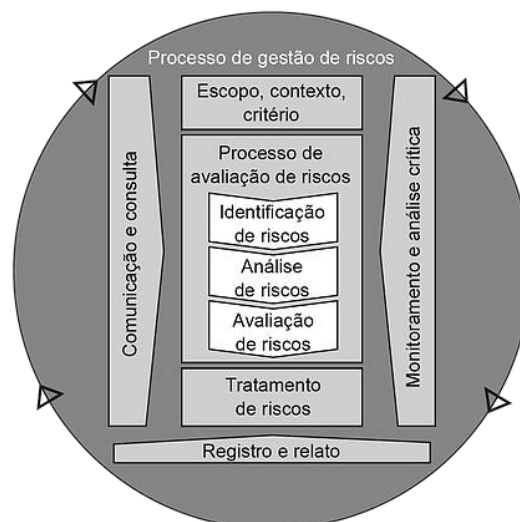 Processo de gestão de riscos
Escopo, contexto,
critério
Processo de
avaliação de riscos
Identificação
de riscos
Análise
de riscos
Avaliação
de riscos
Tratamento
de riscos
Comunicação e consulta
Monitoramento e análise crítica
Registro e relato